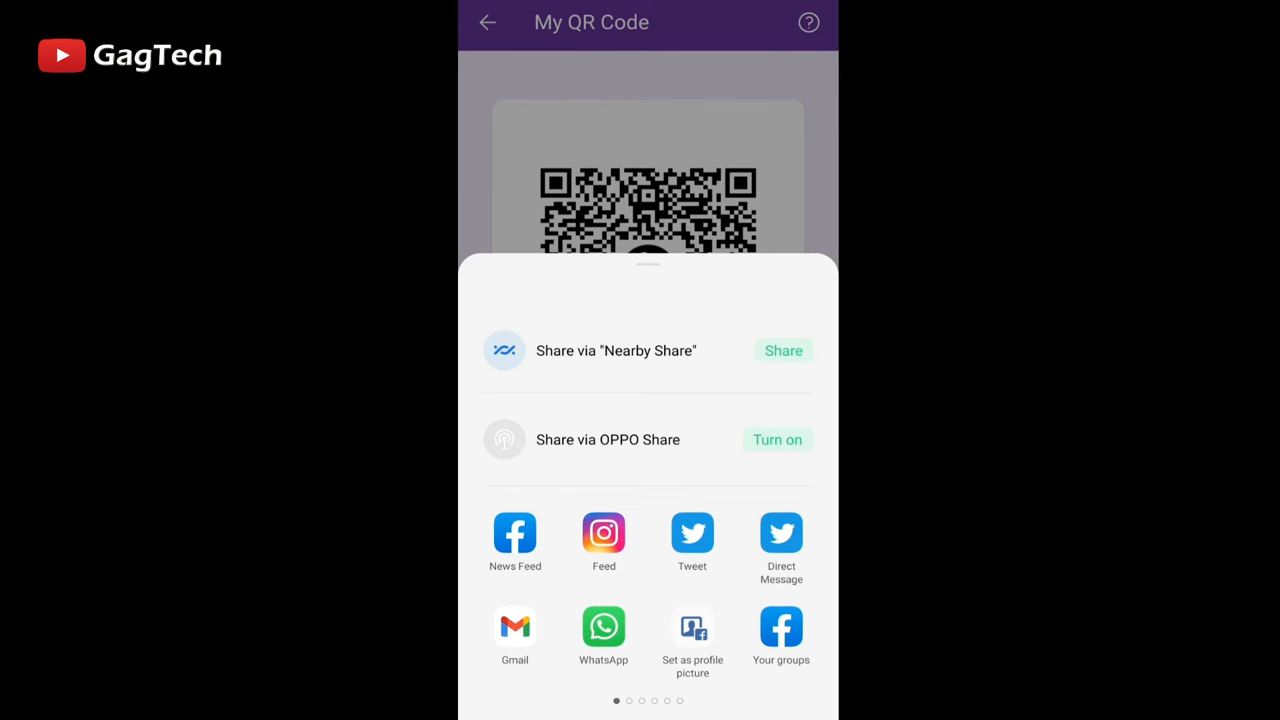 GagTech
My QR Code
Share via "Nearby Share"
Share
Share via OPPO Share
Turn on
News Feed
Feed
Tweet
Direct
Message
Gmail
WhatsApp
Set as profile
picture
Your groups